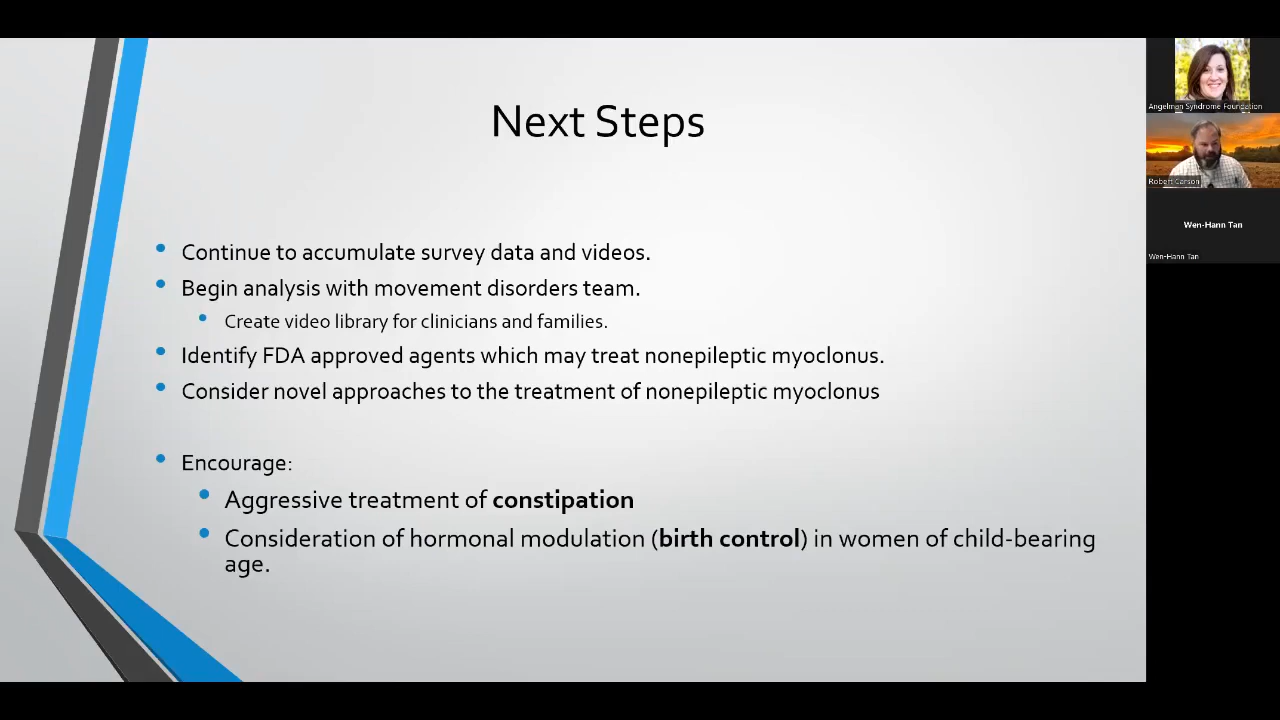 Next Steps
Continue to accumulate survey data and videos.
Begin analysis with movement disorders team.
Create video library for clinicians and families.
Identify FDA approved agents which may treat nonepileptic myoclonus.
Consider novel approaches to the treatment of nonepileptic myoclonus
Encourage:
Aggressive treatment of constipation
Consideration of hormonal modulation (birth control) in women of child-bearing
age.
Angelman Syndrome Foundation
Robert Carson
Wen-Hann Tan
Wen-Hann Tan